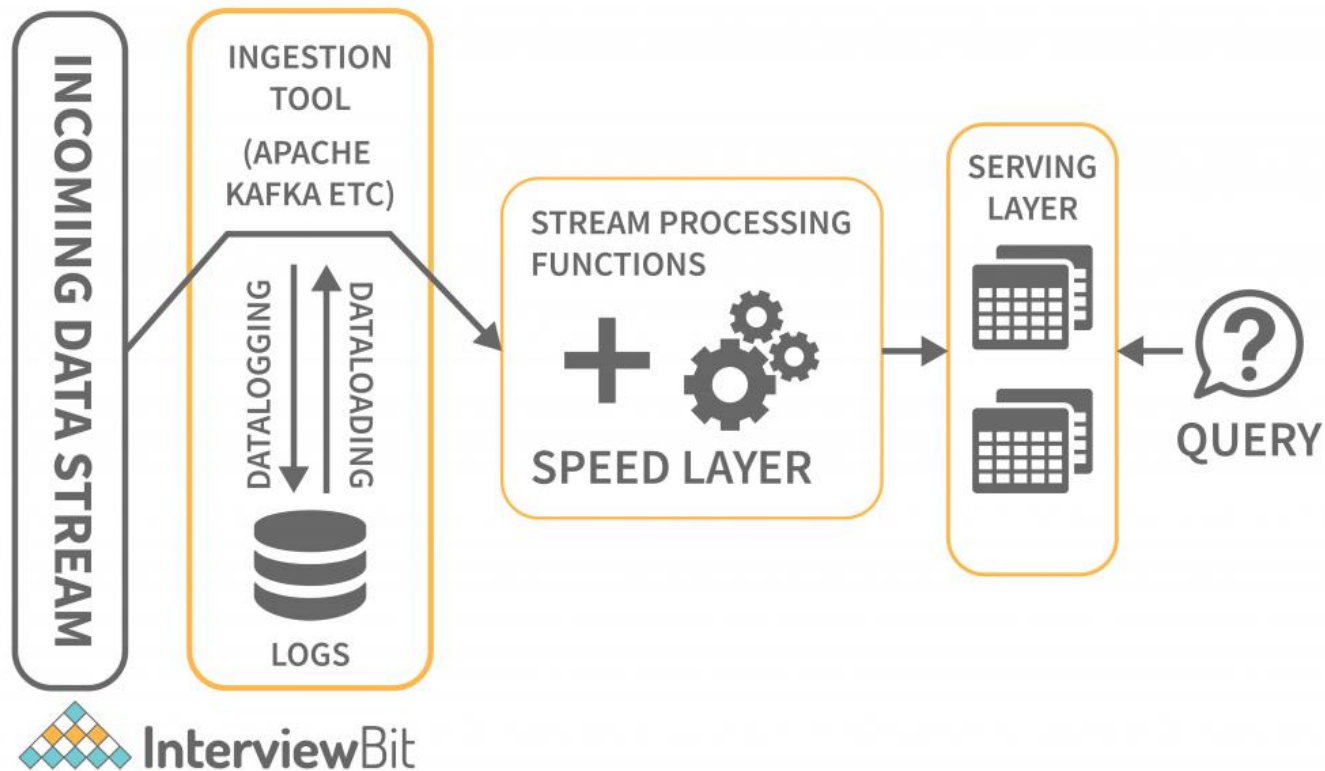 INCOMING DATA STREAM
INGESTION
TOOL
(APACHE
KAFKA ETC)
DATALOGGING
DATALOADING
LOGS
STREAM PROCESSING
FUNCTIONS
SPEED LAYER
SERVING
LAYER
?
QUERY
InterviewBit